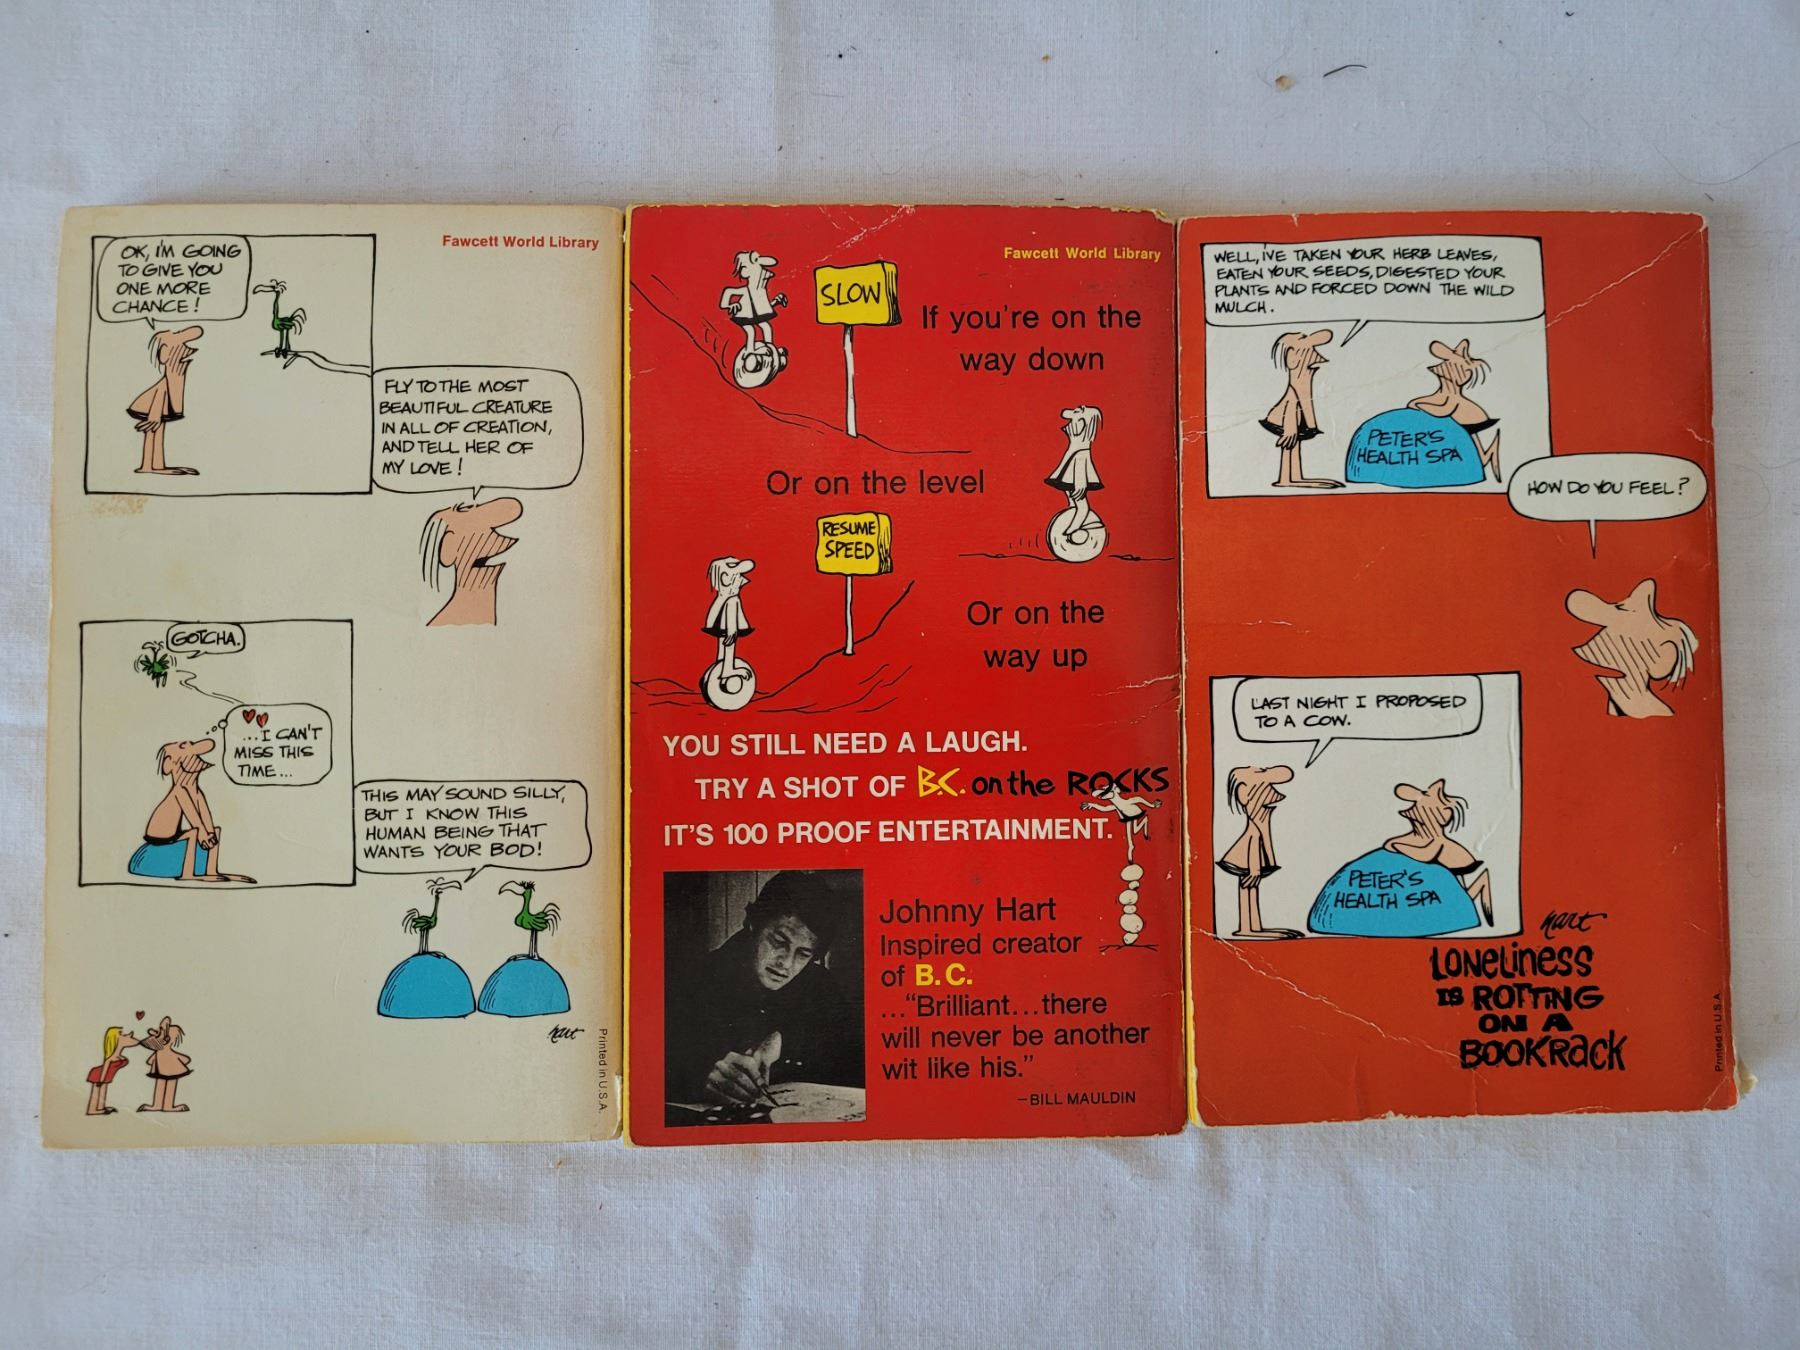 Fawcett World Library
OK, I'M GOING
TO GIVE YOU
ONE MORE
CHANCE!
FLY TO THE MOST
BEAUTIFUL CREATURE
IN ALL OF CREATION,
AND TELL HER OF
MY LOVE!
GOTCHA.
...I CAN'T
MISS THIS
TIME...
THIS MAY SOUND SILLY,
BUT I KNOW THIS
HUMAN BEING THAT
WANTS YOUR BOD!
hart
Printed in U.S.A.
Fawcett World Library
SLOW
If you're on the
way down
Or on the level
RESUME
SPEED
Or on the
way up
YOU STILL NEED A LAUGH.
TRY A SHOT OF B.C. on the ROCKS
IT'S 100 PROOF ENTERTAINMENT.
Johnny Hart
Inspired creator
of B.C.
..."Brilliant...there
will never be another
wit like his."
—BILL MAULDIN
WELL, I'VE TAKEN YOUR HERB LEAVES,
EATEN YOUR SEEDS, DIGESTED YOUR
PLANTS AND FORCED DOWN THE WILD
MULCH.
PETER'S
HEALTH SPA
HOW DO YOU FEEL?
LAST NIGHT I PROPOSED
TO A COW.
PETER'S
HEALTH SPA
hart
LONELINESS
IS ROTTING
ON A
BOOKRACK
Printed in U.S.A.